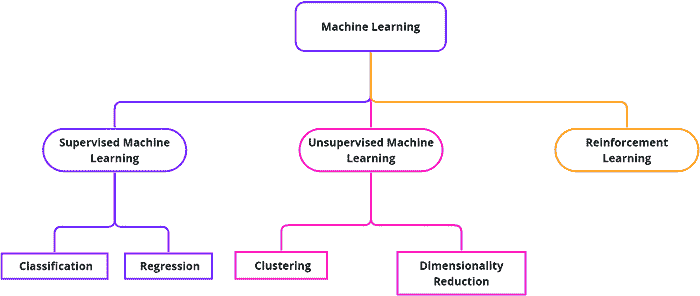 Machine Learning
Supervised Machine
Learning
Unsupervised Machine
Learning
Reinforcement
Learning
Classification
Regression
Clustering
Dimensionality
Reduction